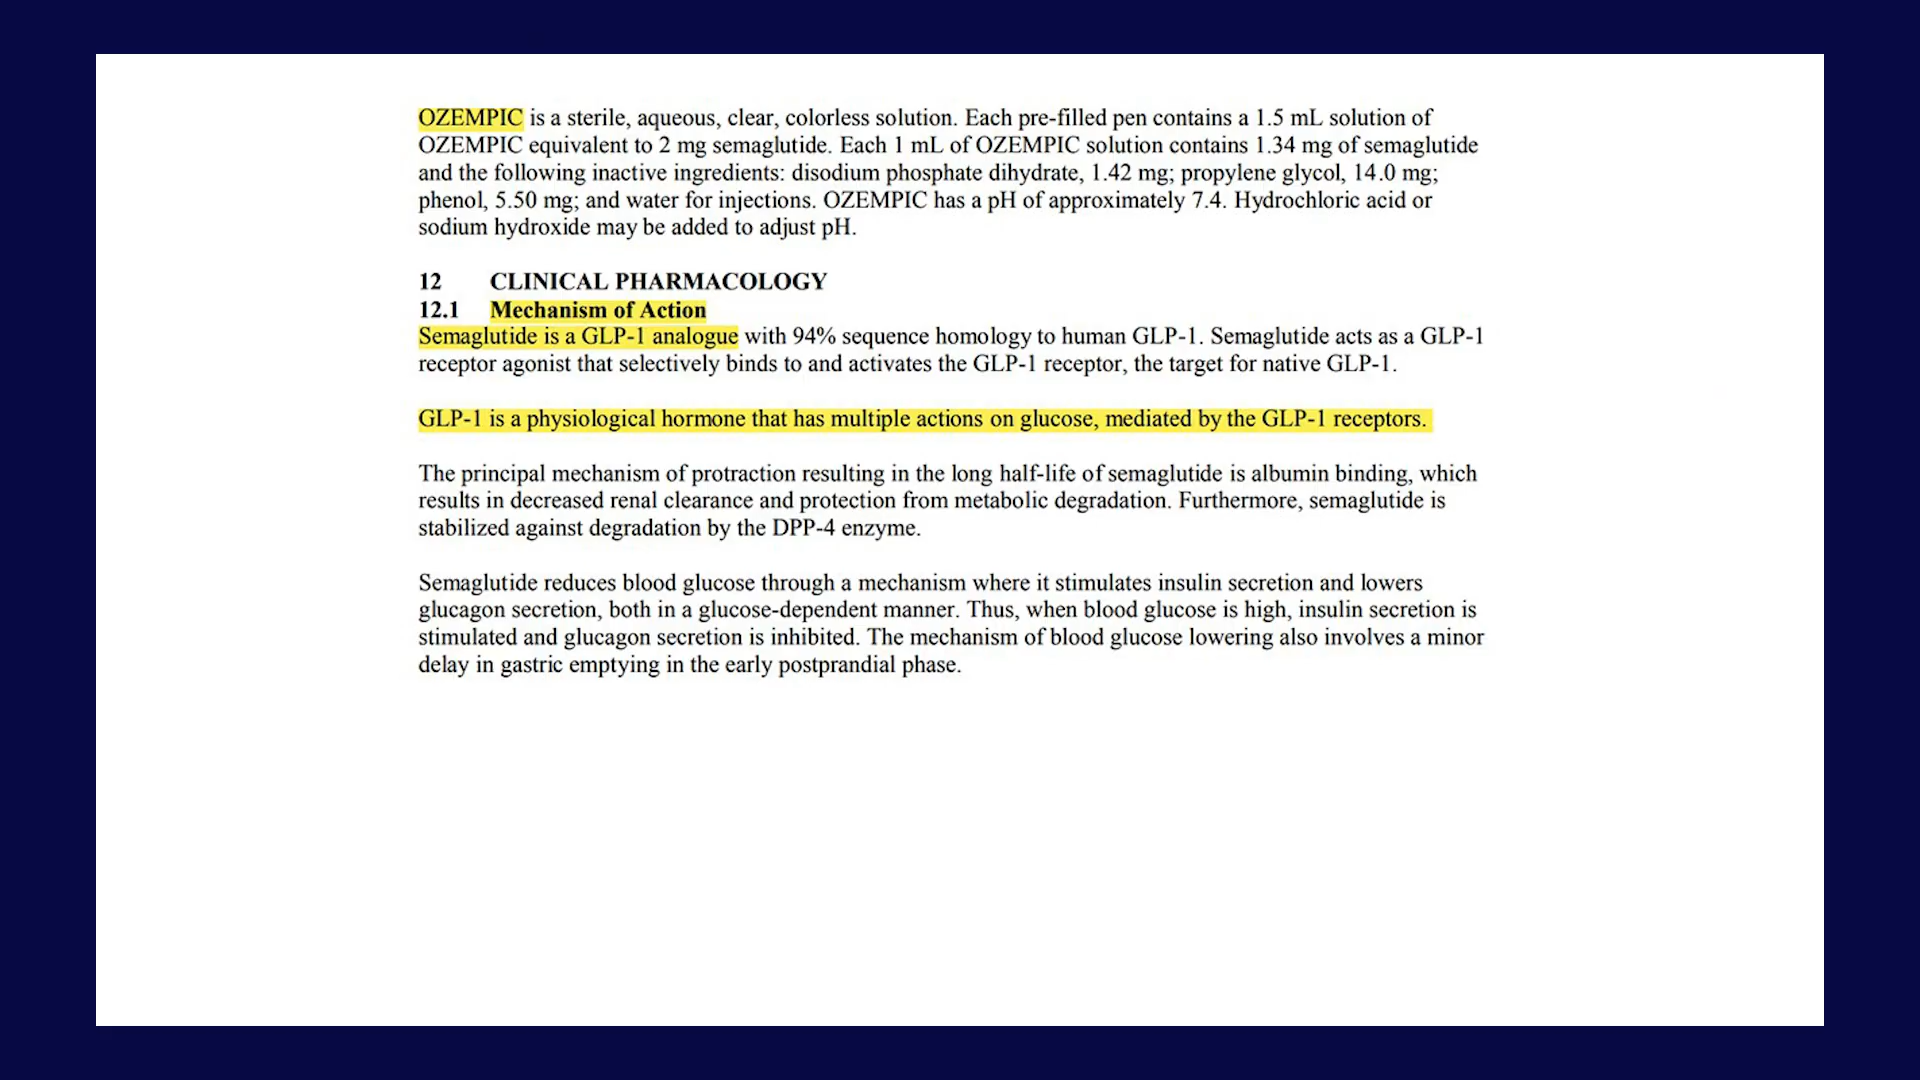 OZEMPIC is a sterile, aqueous, clear, colorless solution. Each pre-filled pen contains a 1.5 mL solution of
OZEMPIC equivalent to 2 mg semaglutide. Each 1 mL of OZEMPIC solution contains 1.34 mg of semaglutide
and the following inactive ingredients: disodium phosphate dihydrate, 1.42 mg; propylene glycol, 14.0 mg;
phenol, 5.50 mg; and water for injections. OZEMPIC has a pH of approximately 7.4. Hydrochloric acid or
sodium hydroxide may be added to adjust pH.
12 CLINICAL PHARMACOLOGY
12.1 Mechanism of Action
Semaglutide is a GLP-1 analogue with 94% sequence homology to human GLP-1. Semaglutide acts as a GLP-1
receptor agonist that selectively binds to and activates the GLP-1 receptor, the target for native GLP-1.
GLP-1 is a physiological hormone that has multiple actions on glucose, mediated by the GLP-1 receptors.
The principal mechanism of protraction resulting in the long half-life of semaglutide is albumin binding, which
results in decreased renal clearance and protection from metabolic degradation. Furthermore, semaglutide is
stabilized against degradation by the DPP-4 enzyme.
Semaglutide reduces blood glucose through a mechanism where it stimulates insulin secretion and lowers
glucagon secretion, both in a glucose-dependent manner. Thus, when blood glucose is high, insulin secretion is
stimulated and glucagon secretion is inhibited. The mechanism of blood glucose lowering also involves a minor
delay in gastric emptying in the early postprandial phase.